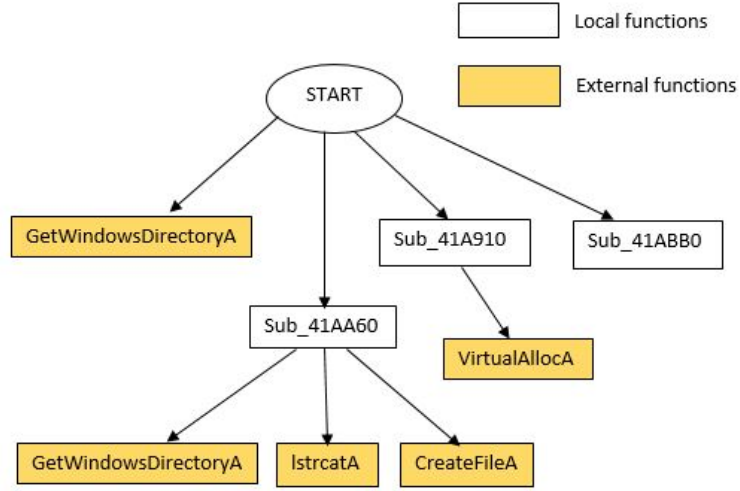 Local functions
External functions
START
GetWindowsDirectoryA
Sub_41A910
Sub_41ABB0
Sub_41AA60
VirtualAllocA
GetWindowsDirectoryA
lstrcatA
CreateFileA